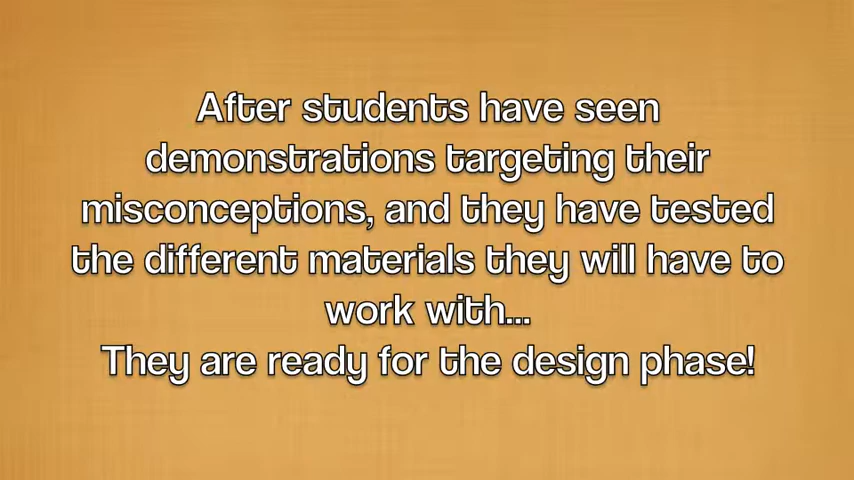 After students have seen
demonstrations targeting their
misconceptions, and they have tested
the different materials they will have to
work with...
They are ready for the design phase!